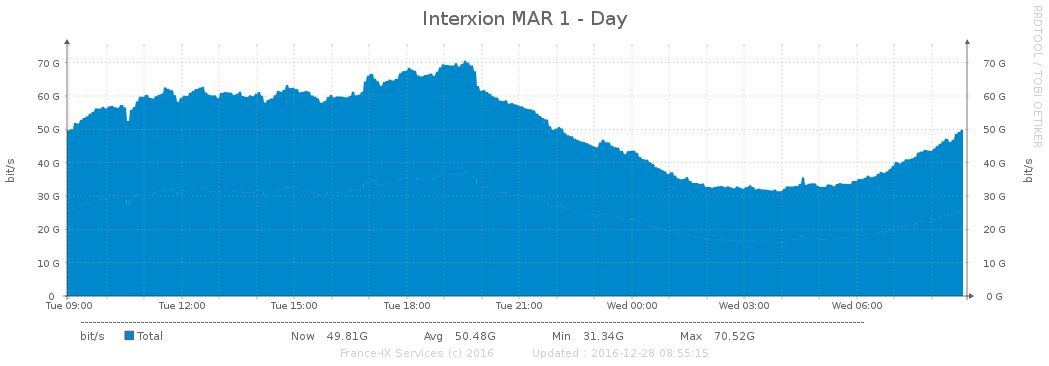 Interxion MAR 1 - Day
RRDTOOL / TOBI OETIKER
bit/s
70 G 70 G
60 G 60 G
50 G 50 G
40 G 40 G
30 G 30 G
20 G 20 G
10 G 10 G
0 0 G
bit/s
Tue 09:00 Tue 12:00 Tue 15:00 Tue 18:00 Tue 21:00 Wed 00:00 Wed 03:00 Wed 06:00
bit/s Total Now 49.81G Avg 50.48G Min 31.34G Max 70.52G
France-IX Services (c) 2016 Updated : 2016-12-28 08:55:15